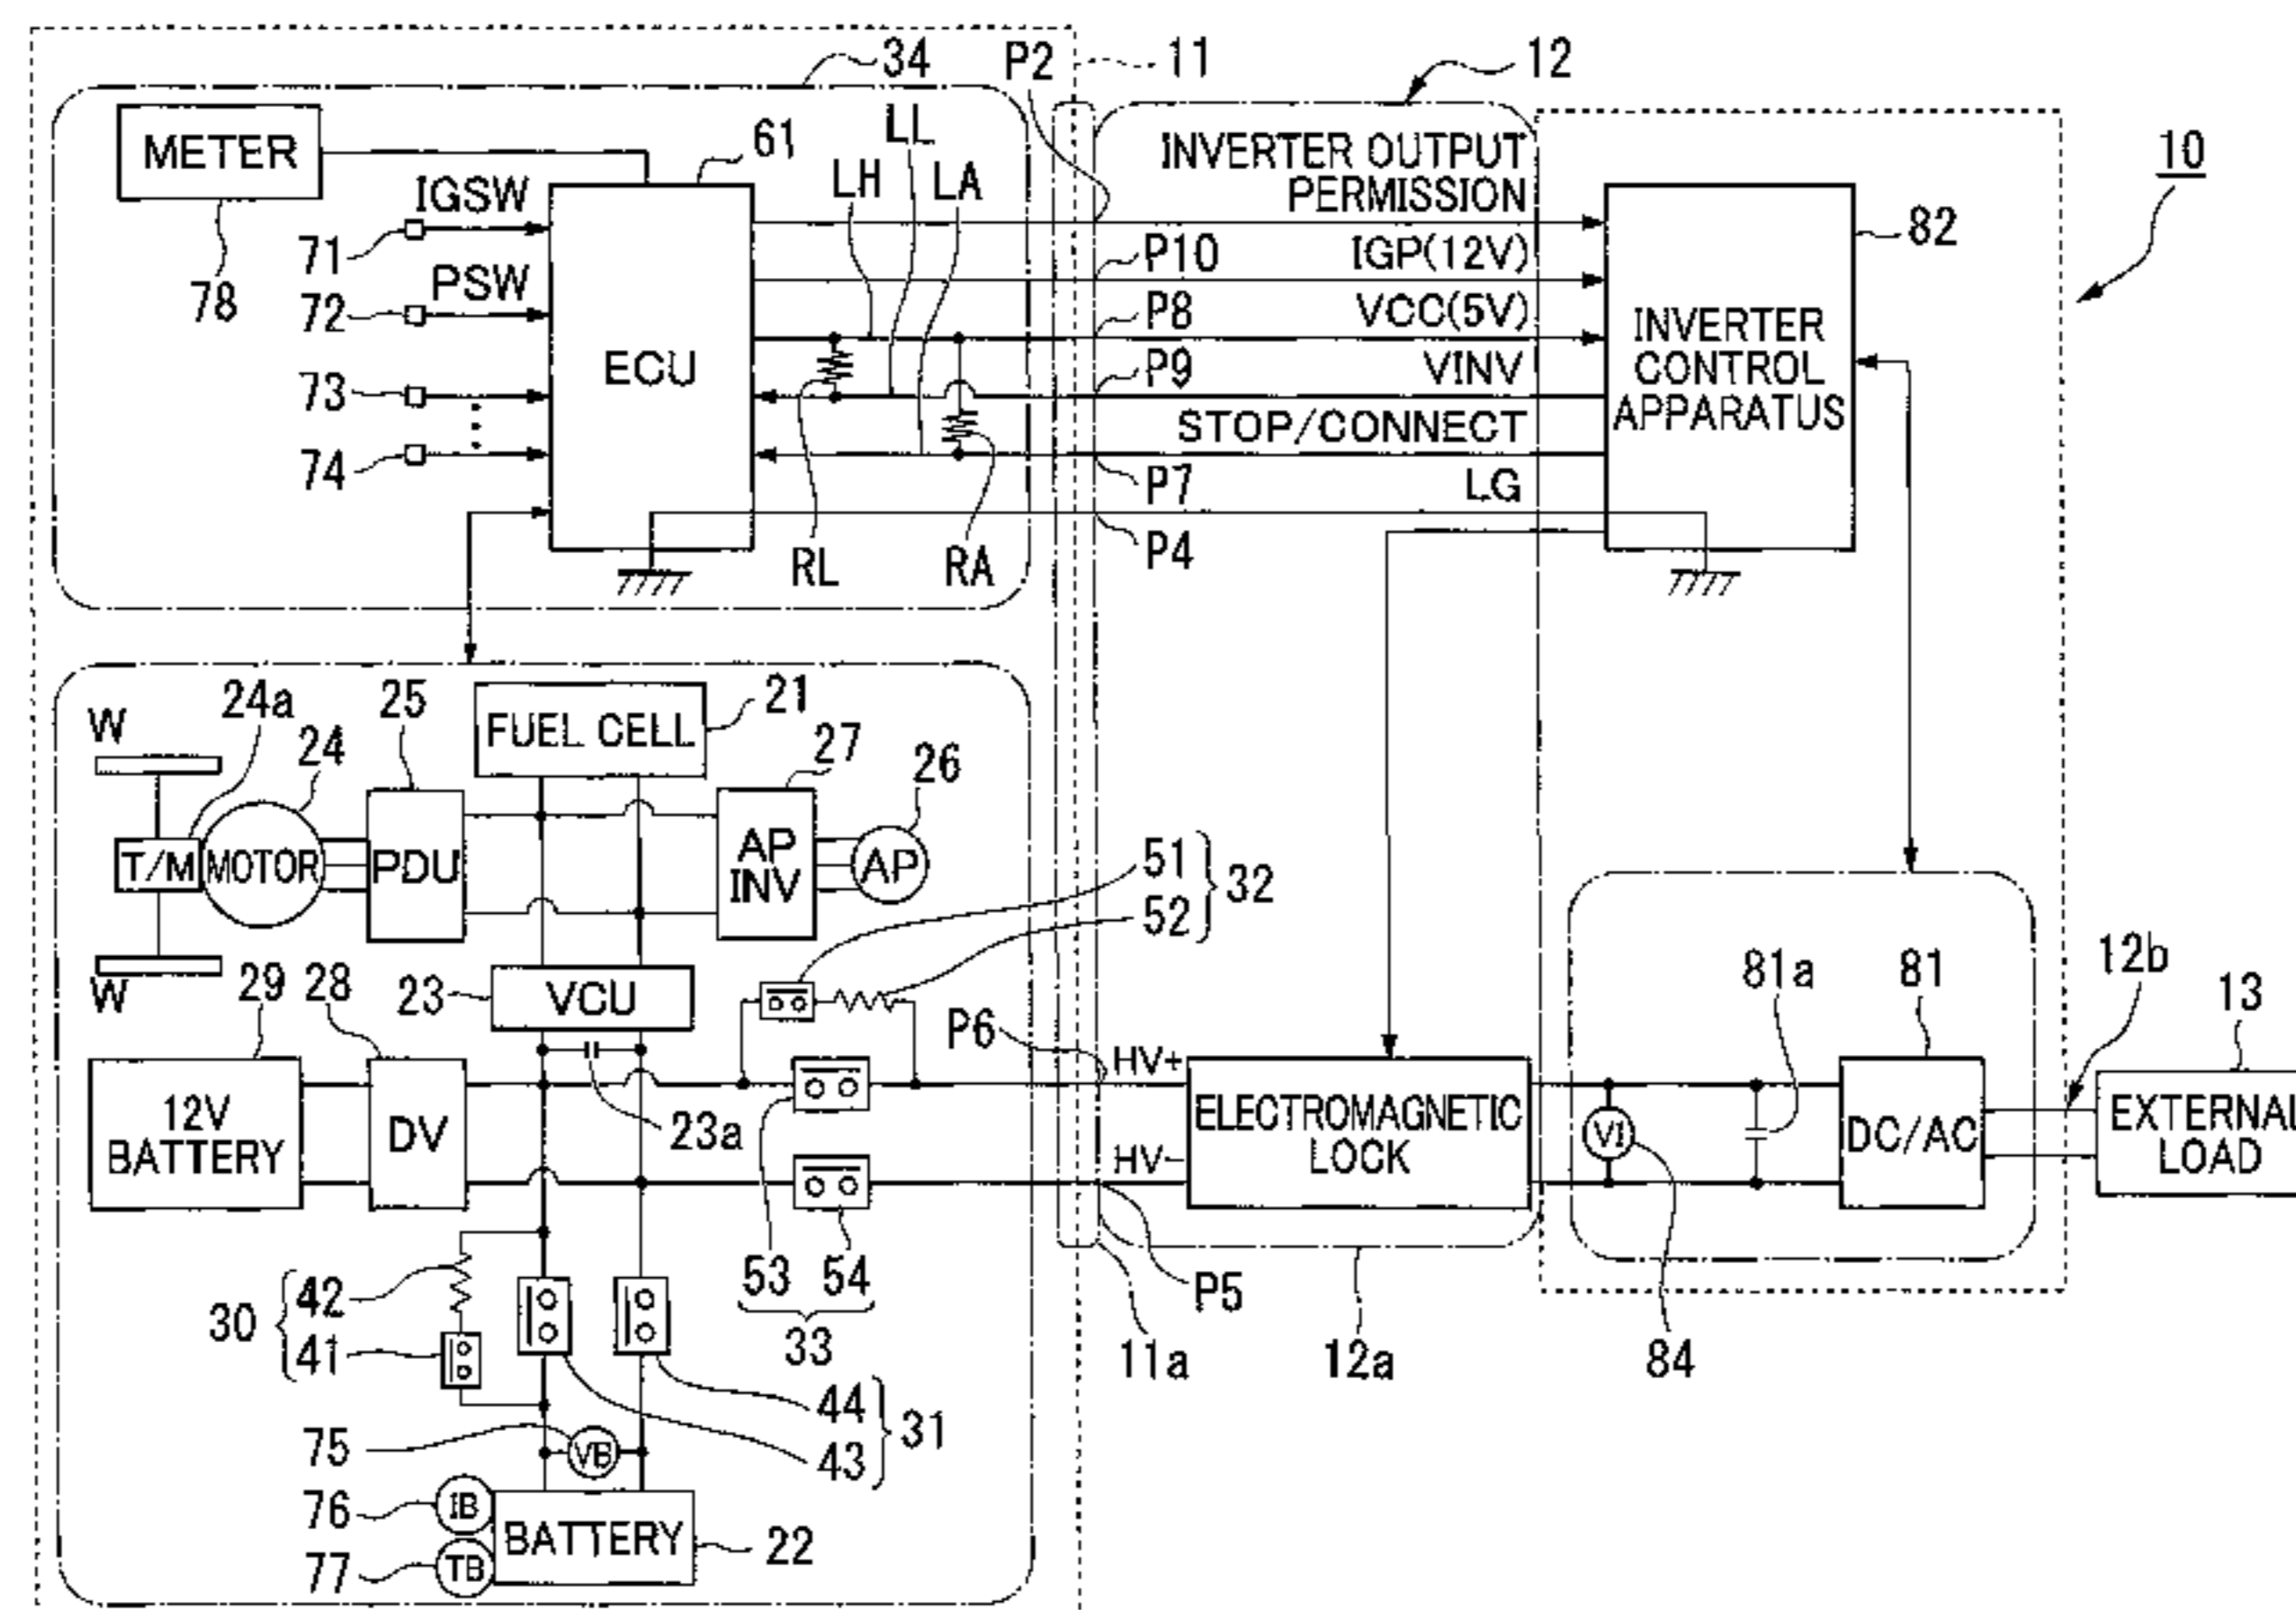 34
P2
11
12
METER
61
LL
INVERTER OUTPUT
PERMISSION
10
IGSW
LH
LA
71
78
P10
IGP(12V)
82
PSW
72
P8
VCC(5V)
INVERTER
CONTROL
APPARATUS
ECU
73
P9
VINV
STOP/CONNECT
74
P7
LG
RL
RA
P4
24a
25
21
W
FUEL CELL
24
27
26
T/M
MOTOR
PDU
AP
INV
AP
51
52
32
W
29
28
23
VCU
P6
81a
81
12b
13
HV+
12V
BATTERY
DV
23a
ELECTROMAGNETIC
LOCK
VI
DC/AC
EXTERNAL
LOAD
HV-
30
42
41
53
54
33
P5
11a
12a
84
44
43
31
75
VB
76
IB
BATTERY
22
77
TB